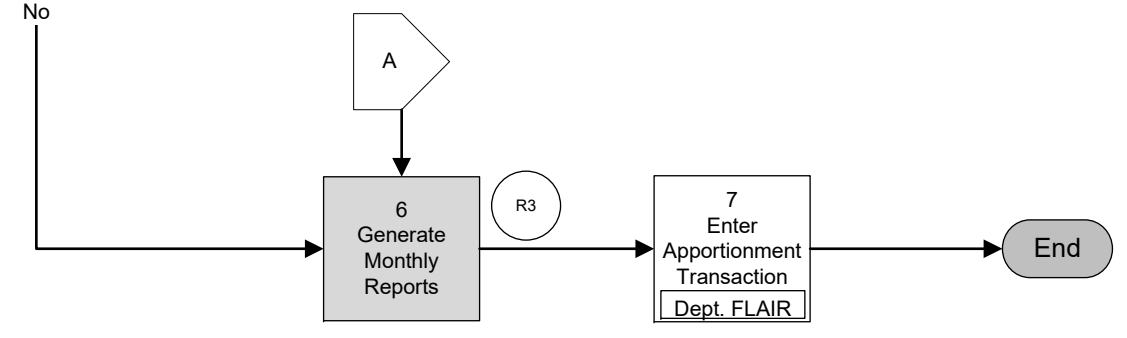 No
A
6
Generate
Monthly
Reports
R3
7
Enter
Apportionment
Transaction
Dept. FLAIR
End